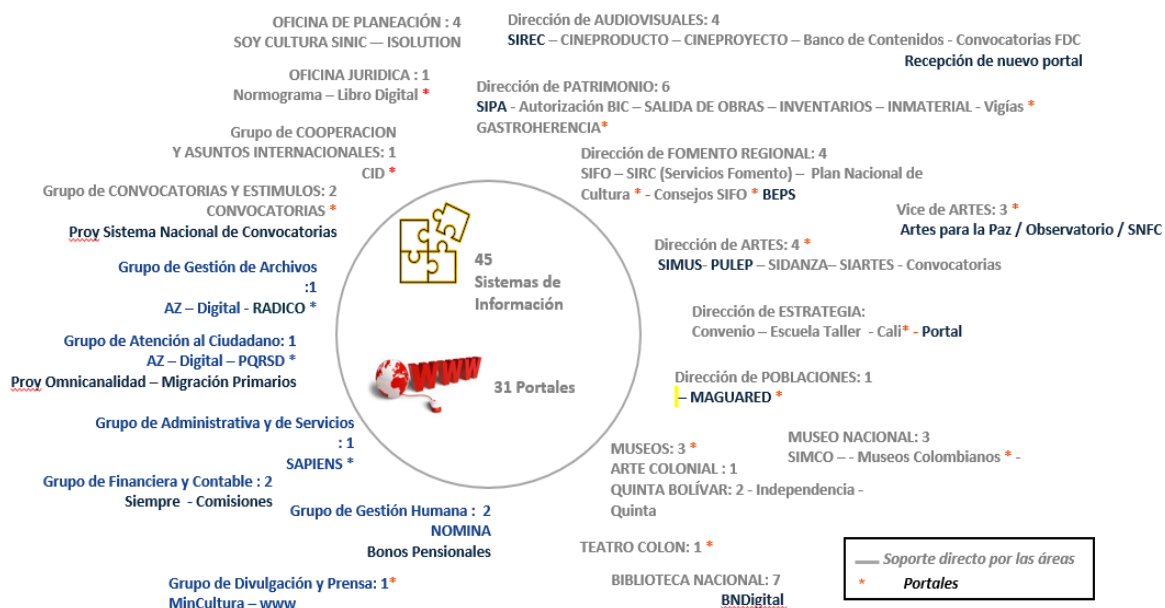 OFICINA DE PLANEACIÓN : 4
SOY CULTURA SINIC –– ISOLUTION
OFICINA JURIDICA : 1
Normograma – Libro Digital *
Grupo de COOPERACION
Y ASUNTOS INTERNACIONALES: 1
CID *
Grupo de CONVOCATORIAS Y ESTIMULOS: 2
CONVOCATORIAS *
Proy Sistema Nacional de Convocatorias
Grupo de Gestión de Archivos
:1
AZ – Digital - RADICO *
Grupo de Atención al Ciudadano: 1
AZ – Digital – PQRSD *
Proy Omnicanalidad – Migración Primarios
Grupo de Administrativa y de Servicios
: 1
SAPIENS *
Grupo de Financiera y Contable : 2
Siempre - Comisiones
Grupo de Gestión Humana : 2
NOMINA
Bonos Pensionales
Grupo de Divulgación y Prensa: 1*
MinCultura – www
45
Sistemas de
Información
WWW
31 Portales
Dirección de AUDIOVISUALES: 4
SIREC – CINEPRODUCTO – CINEPROYECTO – Banco de Contenidos - Convocatorias FDC
Recepción de nuevo portal
Dirección de PATRIMONIO: 6
SIPA - Autorización BIC – SALIDA DE OBRAS – INVENTARIOS – INMATERIAL - Vigías *
GASTROHERENCIA*
Dirección de FOMENTO REGIONAL: 4
SIFO – SIRC (Servicios Fomento) – Plan Nacional de
Cultura * - Consejos SIFO * BEPS
Vice de ARTES: 3 *
Artes para la Paz / Observatorio / SNFC
Dirección de ARTES: 4 *
SIMUS- PULEP – SIDANZA– SIARTES - Convocatorias
Dirección de ESTRATEGIA:
Convenio – Escuela Taller - Cali* - Portal
Dirección de POBLACIONES: 1
– MAGUARED *
MUSEOS: 3 *
ARTE COLONIAL : 1
QUINTA BOLÍVAR: 2 - Independencia -
Quinta
MUSEO NACIONAL: 3
SIMCO – - Museos Colombianos * -
TEATRO COLON: 1 *
BIBLIOTECA NACIONAL: 7
BNDigital
Soporte directo por las áreas
* Portales